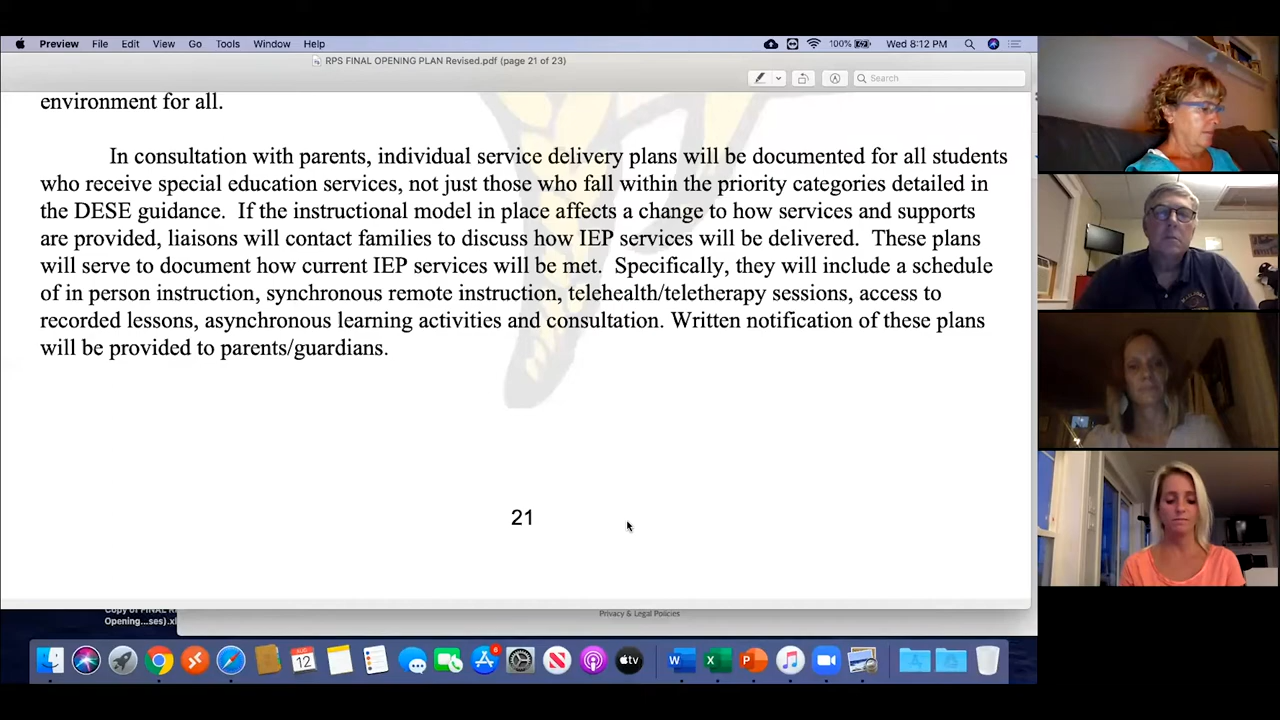 Preview File Edit View Go Tools Window Help 100% Wed 8:12 PM
RPS FINAL OPENING PLAN Revised.pdf (page 21 of 23)
Search
environment for all.
In consultation with parents, individual service delivery plans will be documented for all students
who receive special education services, not just those who fall within the priority categories detailed in
the DESE guidance. If the instructional model in place affects a change to how services and supports
are provided, liaisons will contact families to discuss how IEP services will be delivered. These plans
will serve to document how current IEP services will be met. Specifically, they will include a schedule
of in person instruction, synchronous remote instruction, telehealth/teletherapy sessions, access to
recorded lessons, asynchronous learning activities and consultation. Written notification of these plans
will be provided to parents/guardians.
21
Opening...ses).xl
Privacy & Legal Policies
AUG
12
6
tv
W
X
P